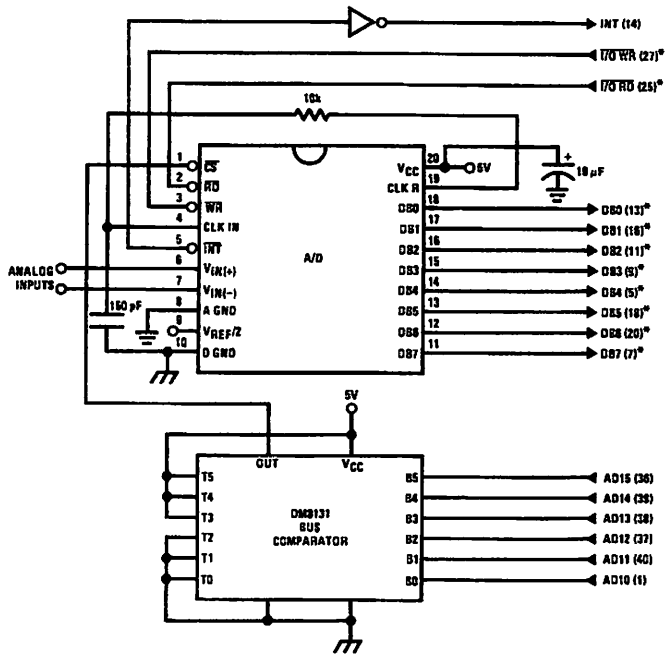 INT (14)
I/O WR (27)*
I/O RD (25)*
10k
1 CS
2 RD
3 WR
4 CLK IN
5 INT
6 VIN(+)
7 VIN(–)
8 A GND
9 VREF/2
10 D GND
ANALOG
INPUTS
150 pF
A/D
VCC 20
5V
CLK R 19
10 µF
+
DB0 18 DB0 (13)*
DB1 17 DB1 (16)*
DB2 16 DB2 (11)*
DB3 15 DB3 (9)*
DB4 14 DB4 (5)*
DB5 13 DB5 (18)*
DB6 12 DB6 (20)*
DB7 11 DB7 (7)*
5V
OUT
VCC
T5
T4
T3
T2
T1
T0
DM8131
BUS
COMPARATOR
B5 AD15 (36)
B4 AD14 (39)
B3 AD13 (38)
B2 AD12 (37)
B1 AD11 (40)
B0 AD10 (1)